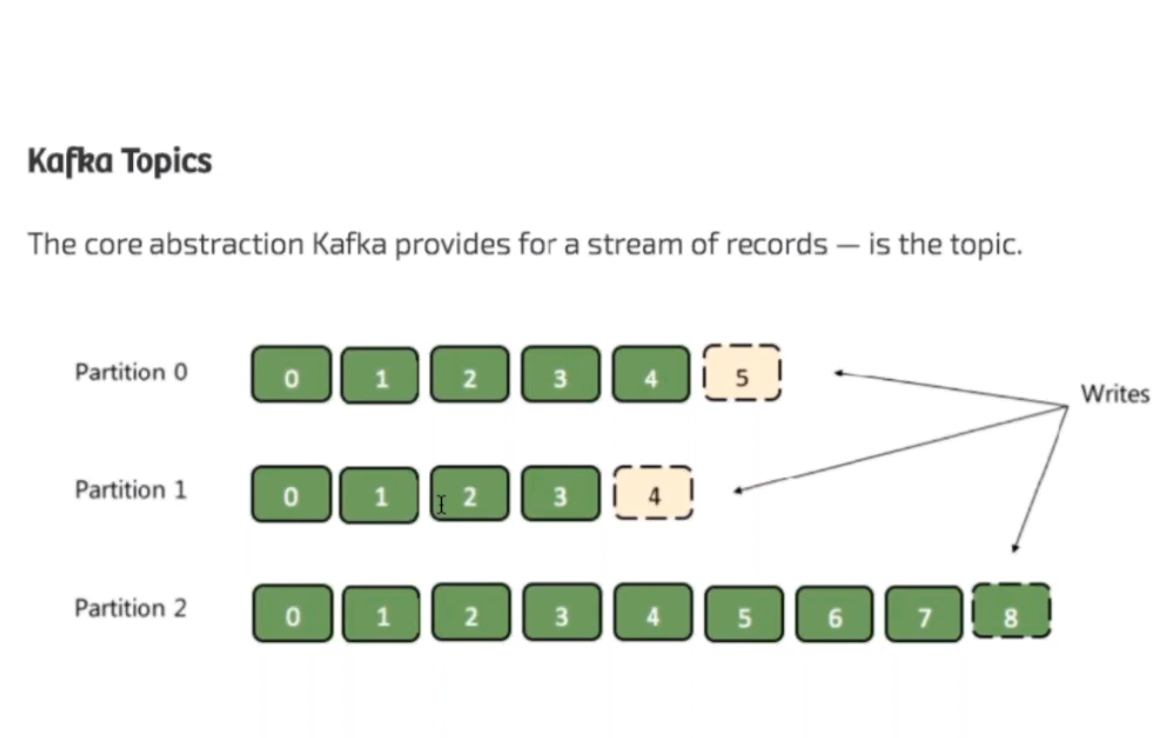 Kafka Topics
The core abstraction Kafka provides for a stream of records — is the topic.
Partition 0 0 1 2 3 4 5
Writes
Partition 1 0 1 2 3 4
Partition 2 0 1 2 3 4 5 6 7 8